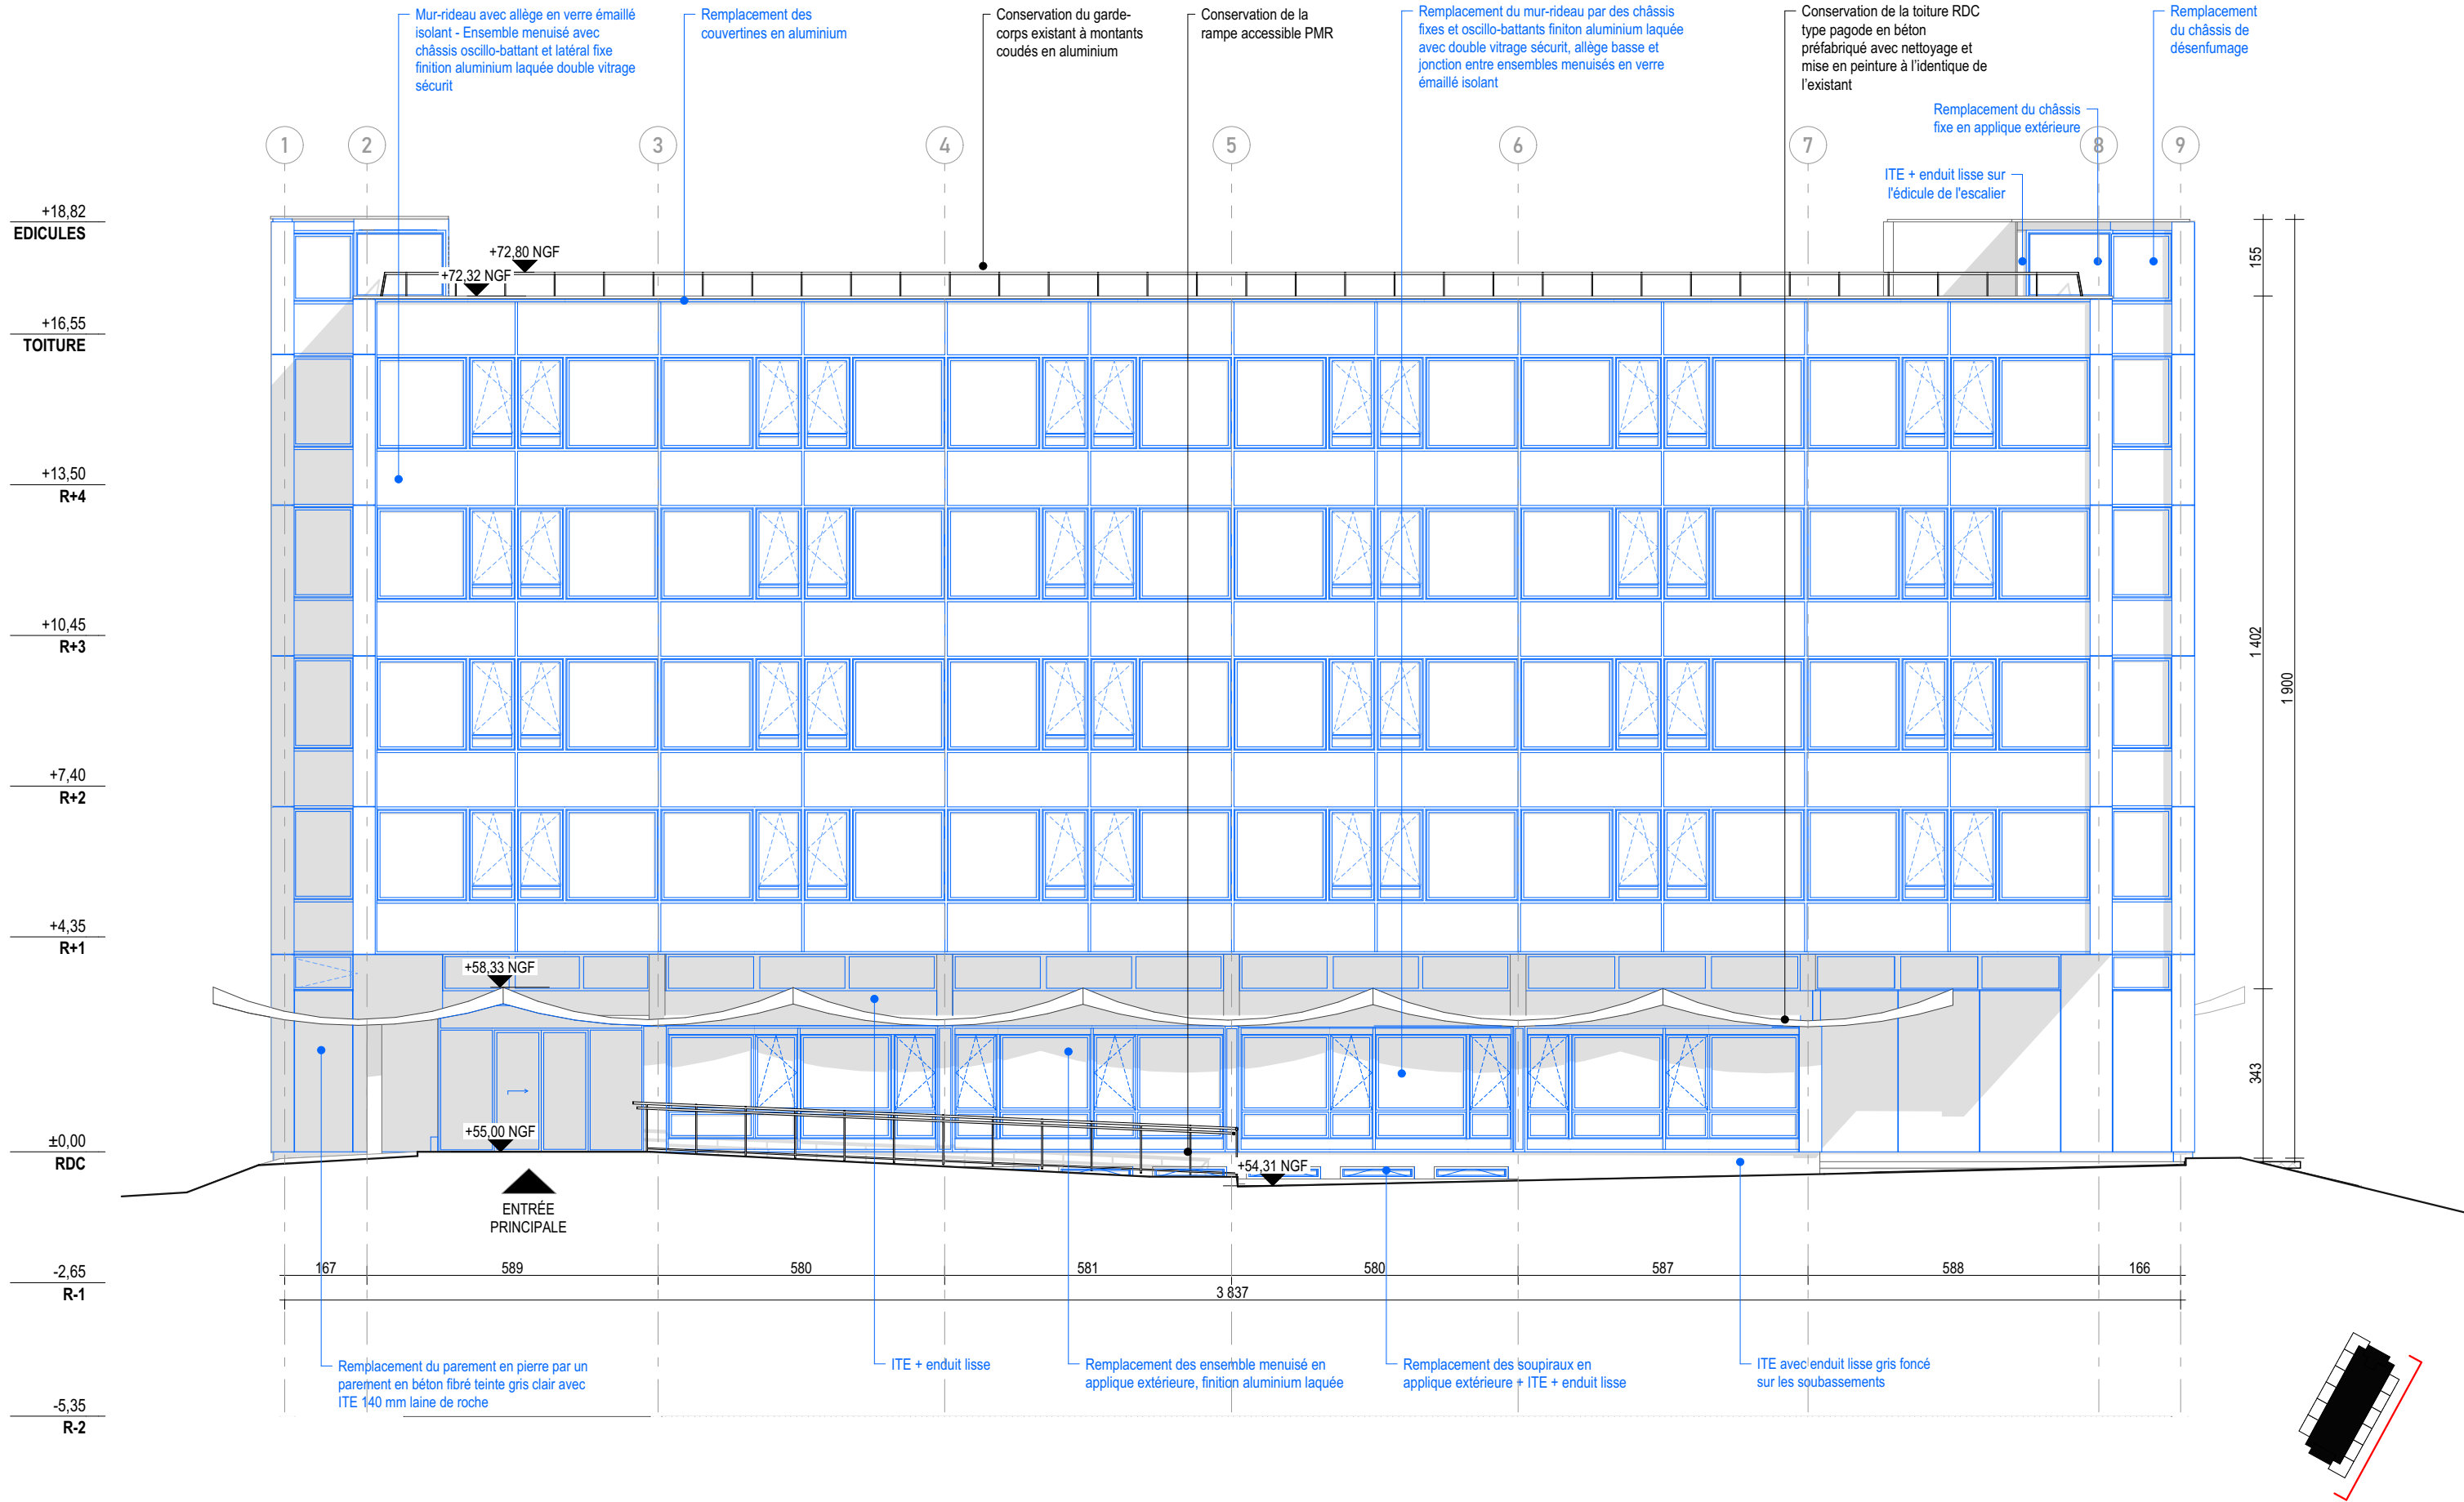 Mur-rideau avec allège en verre émaillé
isolant - Ensemble menuisé avec
châssis oscillo-battant et latéral fixe
finition aluminium laquée double vitrage
sécurit
Remplacement des
couvertines en aluminium
Conservation du garde-
corps existant à montants
coudés en aluminium
Conservation de la
rampe accessible PMR
Remplacement du mur-rideau par des châssis
fixes et oscillo-battants finiton aluminium laquée
avec double vitrage sécurit, allège basse et
jonction entre ensembles menuisés en verre
émaillé isolant
Conservation de la toiture RDC
type pagode en béton
préfabriqué avec nettoyage et
mise en peinture à l'identique de
l'existant
Remplacement
du châssis de
désenfumage
Remplacement du châssis
fixe en applique extérieure
ITE + enduit lisse sur
l'édicule de l'escalier
1
2
3
4
5
6
7
8
9
+18,82
EDICULES
+72,80 NGF
+72,32 NGF
155
+16,55
TOITURE
+13,50
R+4
+10,45
R+3
1 402
1 900
+7,40
R+2
+4,35
R+1
+58,33 NGF
343
+55,00 NGF
±0,00
RDC
+54,31 NGF
ENTRÉE
PRINCIPALE
-2,65
R-1
167
589
580
581
580
587
588
166
3 837
Remplacement du parement en pierre par un
parement en béton fibré teinte gris clair avec
ITE 140 mm laine de roche
ITE + enduit lisse
Remplacement des ensemble menuisé en
applique extérieure, finition aluminium laquée
Remplacement des soupiraux en
applique extérieure + ITE + enduit lisse
ITE avec enduit lisse gris foncé
sur les soubassements
-5,35
R-2